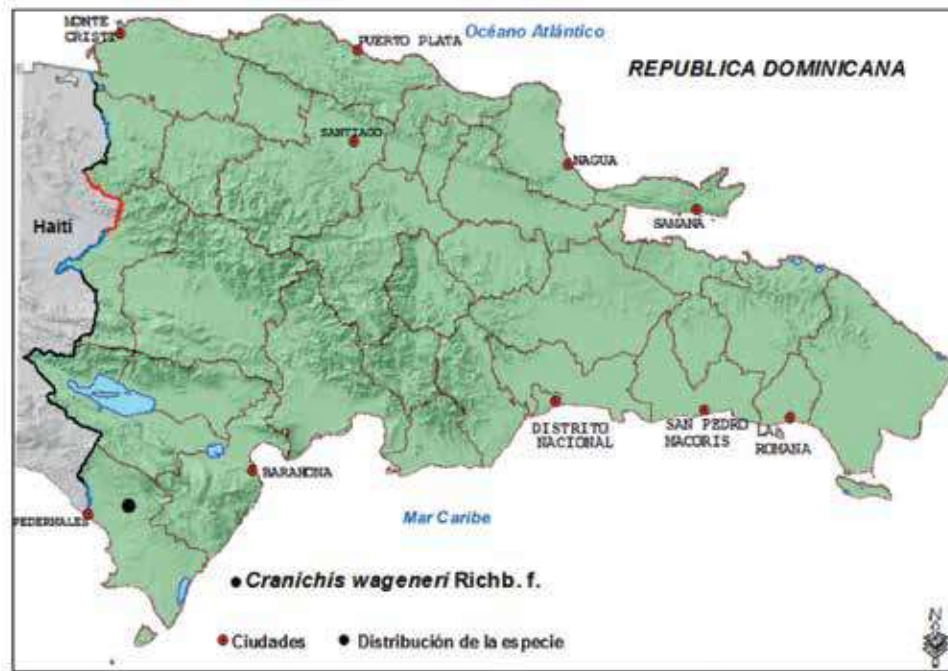 MONTE
CRISTI
Océano Atlántico
PUERTO PLATA
REPUBLICA DOMINICANA
SANTIAGO
NAGUA
SAMANA
Haití
DISTRITO
NACIONAL
SAN PEDRO
MACORIS
LA
ROMANA
BARAHONA
PEDERNALES
Mar Caribe
Cranichis wageneri Richb. f.
Ciudades
Distribución de la especie
N